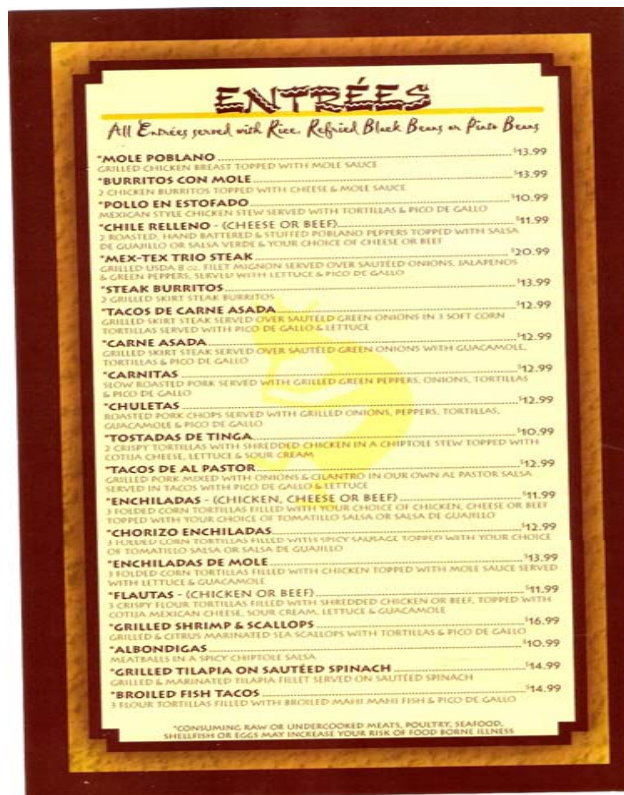 ENTRÉES
All Entrées served with Rice, Refried Black Beans or Pinto Beans
*MOLE POBLANO $13.99
GRILLED CHICKEN BREAST TOPPED WITH MOLE SAUCE
*BURRITOS CON MOLE $13.99
2 CHICKEN BURRITOS TOPPED WITH CHEESE & MOLE SAUCE
*POLLO EN ESTOFADO $10.99
MEXICAN STYLE CHICKEN STEW SERVED WITH TORTILLAS & PICO DE GALLO
*CHILE RELLENO - (CHEESE OR BEEF) $11.99
2 ROASTED, HAND BATTERED & STUFFED POBLANO PEPPERS TOPPED WITH SALSA
DE GUAJILLO OR SALSA VERDE & YOUR CHOICE OF CHEESE OR BEEF
*MEX-TEX TRIO STEAK $20.99
GRILLED USDA 8 oz. FILET MIGNON SERVED OVER SAUTÉED ONIONS, JALAPENOS
& GREEN PEPPERS, SERVED WITH LETTUCE & PICO DE GALLO
*STEAK BURRITOS $13.99
2 GRILLED SKIRT STEAK BURRITOS
*TACOS DE CARNE ASADA $12.99
GRILLED SKIRT STEAK SERVED OVER SAUTÉED GREEN ONIONS IN 3 SOFT CORN
TORTILLAS SERVED WITH PICO DE GALLO & LETTUCE
*CARNE ASADA $12.99
GRILLED SKIRT STEAK SERVED OVER SAUTÉED GREEN ONIONS WITH GUACAMOLE,
TORTILLAS & PICO DE GALLO
*CARNITAS $12.99
SLOW ROASTED PORK SERVED WITH GRILLED GREEN PEPPERS, ONIONS, TORTILLAS
& PICO DE GALLO
*CHULETAS $12.99
ROASTED PORK CHOPS SERVED WITH GRILLED ONIONS, PEPPERS, TORTILLAS,
GUACAMOLE & PICO DE GALLO
*TOSTADAS DE TINGA $10.99
2 CRISPY TORTILLAS WITH SHREDDED CHICKEN IN A CHIPTOLE STEW TOPPED WITH
COTIJA CHEESE, LETTUCE & SOUR CREAM
*TACOS DE AL PASTOR $12.99
GRILLED PORK MIXED WITH ONIONS & CILANTRO IN OUR OWN AL PASTOR SALSA
SERVED IN TACOS WITH PICO DE GALLO & LETTUCE
*ENCHILADAS - (CHICKEN, CHEESE OR BEEF) $11.99
3 FOLDED CORN TORTILLAS FILLED WITH YOUR CHOICE OF CHICKEN, CHEESE OR BEEF
TOPPED WITH YOUR CHOICE OF TOMATILLO SALSA OR SALSA DE GUAJILLO
*CHORIZO ENCHILADAS $12.99
3 FOLDED CORN TORTILLAS FILLED WITH SPICY SAUSAGE TOPPED WITH YOUR CHOICE
OF TOMATILLO SALSA OR SALSA DE GUAJILLO
*ENCHILADAS DE MOLE $13.99
3 FOLDED CORN TORTILLAS FILLED WITH CHICKEN TOPPED WITH MOLE SAUCE SERVED
WITH LETTUCE & GUACAMOLE
*FLAUTAS - (CHICKEN OR BEEF) $11.99
3 CRISPY FLOUR TORTILLAS FILLED WITH SHREDDED CHICKEN OR BEEF, TOPPED WITH
COTIJA MEXICAN CHEESE, SOUR CREAM, LETTUCE & GUACAMOLE
*GRILLED SHRIMP & SCALLOPS $16.99
GRILLED & CITRUS MARINATED SEA SCALLOPS WITH TORTILLAS & PICO DE GALLO
*ALBONDIGAS $10.99
MEATBALLS IN A SPICY CHIPTOLE SALSA
*GRILLED TILAPIA ON SAUTÉED SPINACH $14.99
GRILLED & MARINATED TILAPIA FILLET SERVED ON SAUTÉED SPINACH
*BROILED FISH TACOS $14.99
3 FLOUR TORTILLAS FILLED WITH BROILED MAHI MAHI FISH & PICO DE GALLO
*CONSUMING RAW OR UNDERCOOKED MEATS, POULTRY, SEAFOOD,
SHELLFISH OR EGGS MAY INCREASE YOUR RISK OF FOOD BORNE ILLNESS